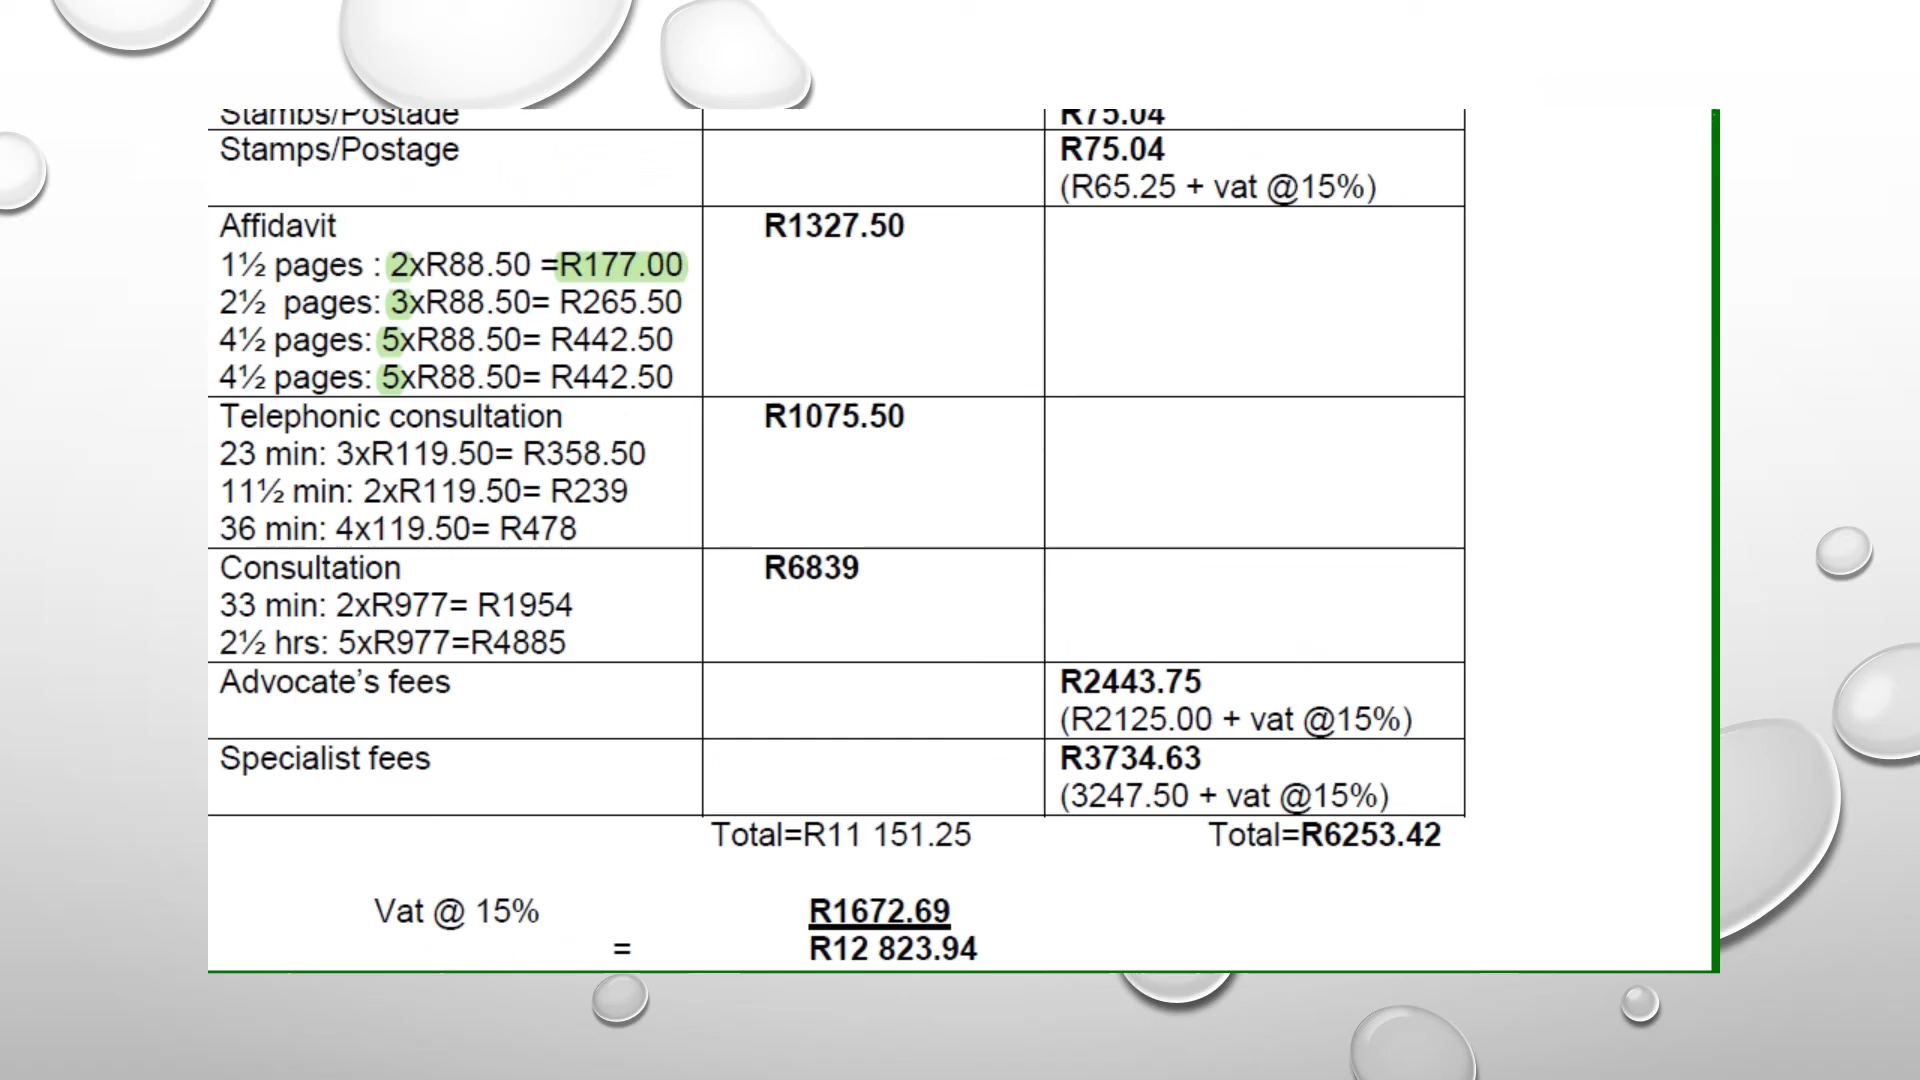 Stambs/Postade R75.04
Stamps/Postage R75.04
(R65.25 + vat @15%)
Affidavit R1327.50
1½ pages : 2xR88.50 =R177.00
2½ pages: 3xR88.50= R265.50
4½ pages: 5xR88.50= R442.50
4½ pages: 5xR88.50= R442.50
Telephonic consultation R1075.50
23 min: 3xR119.50= R358.50
11½ min: 2xR119.50= R239
36 min: 4x119.50= R478
Consultation R6839
33 min: 2xR977= R1954
2½ hrs: 5xR977=R4885
Advocate’s fees R2443.75
(R2125.00 + vat @15%)
Specialist fees R3734.63
(3247.50 + vat @15%)
Total=R11 151.25 Total=R6253.42
Vat @ 15% R1672.69
= R12 823.94